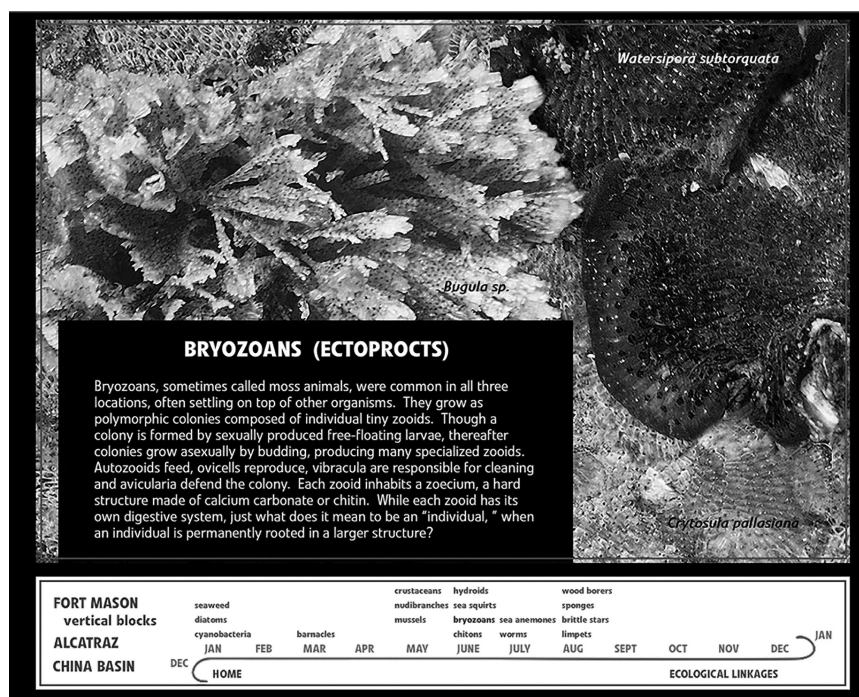 Watersipora subtorquata
Bugula sp.
BRYOZOANS (ECTOPROCTS)
Bryozoans, sometimes called moss animals, were common in all three
locations, often settling on top of other organisms. They grow as
polymorphic colonies composed of individual tiny zooids. Though a
colony is formed by sexually produced free-floating larvae, thereafter
colonies grow asexually by budding, producing many specialized zooids.
Autozooids feed, ovicells reproduce, vibracula are responsible for cleaning
and avicularia defend the colony. Each zooid inhabits a zoecium, a hard
structure made of calcium carbonate or chitin. While each zooid has its
own digestive system, just what does it mean to be an "individual, " when
an individual is permanently rooted in a larger structure?
Crytosula pallasiana
FORT MASON
vertical blocks
ALCATRAZ
CHINA BASIN
crustaceans hydroids wood borers
seaweed nudibranches sea squirts sponges
diatoms mussels bryozoans sea anemones brittle stars
cyanobacteria barnacles chitons worms limpets
JAN FEB MAR APR MAY JUNE JULY AUG SEPT OCT NOV DEC JAN
DEC HOME ECOLOGICAL LINKAGES